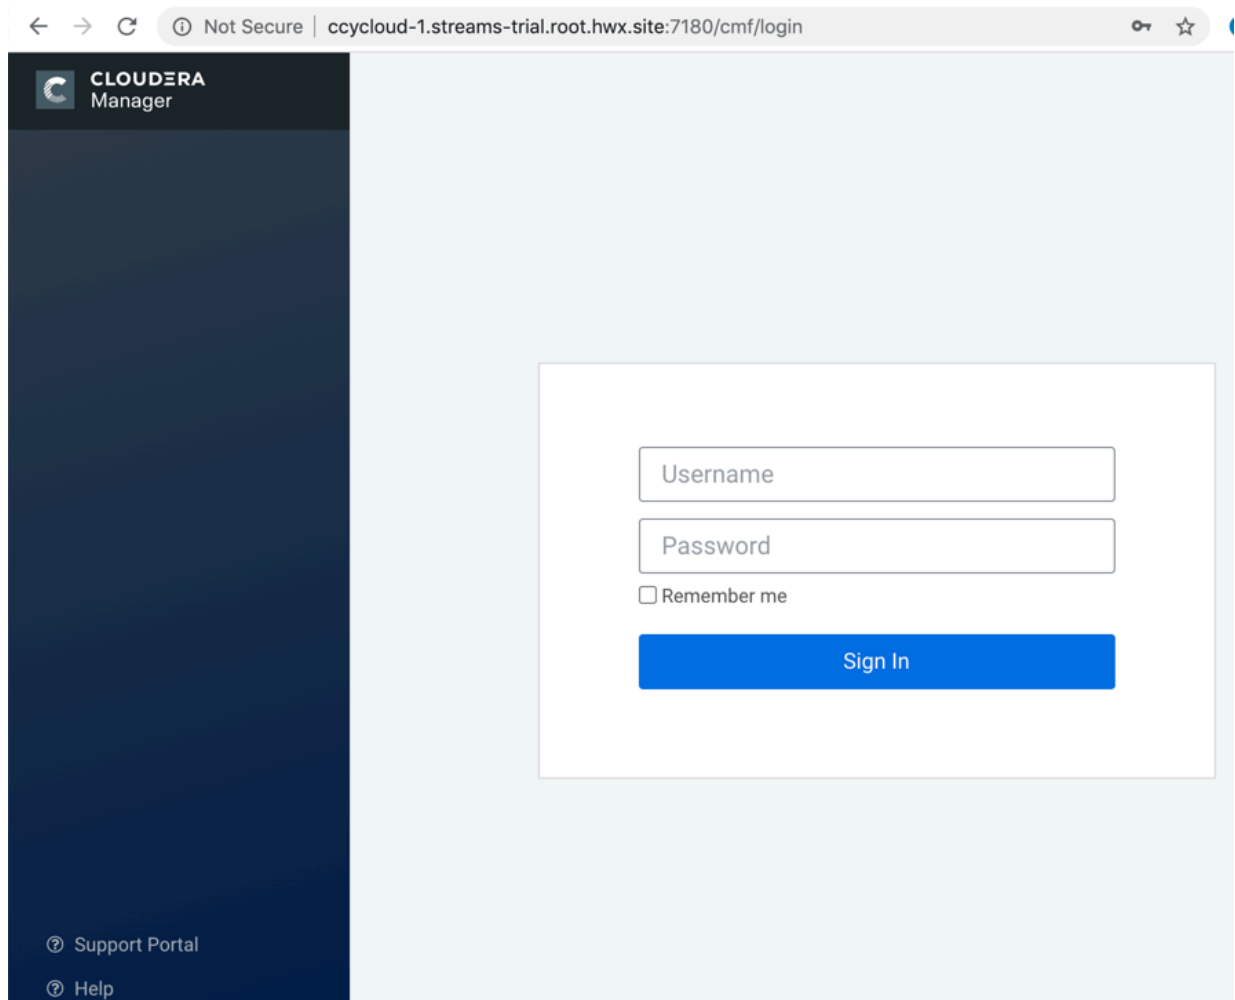 Not Secure | ccycloud-1.streams-trial.root.hwx.site:7180/cmf/login
CLOUDERA
Manager
Username
Password
Remember me
Sign In
Support Portal
Help